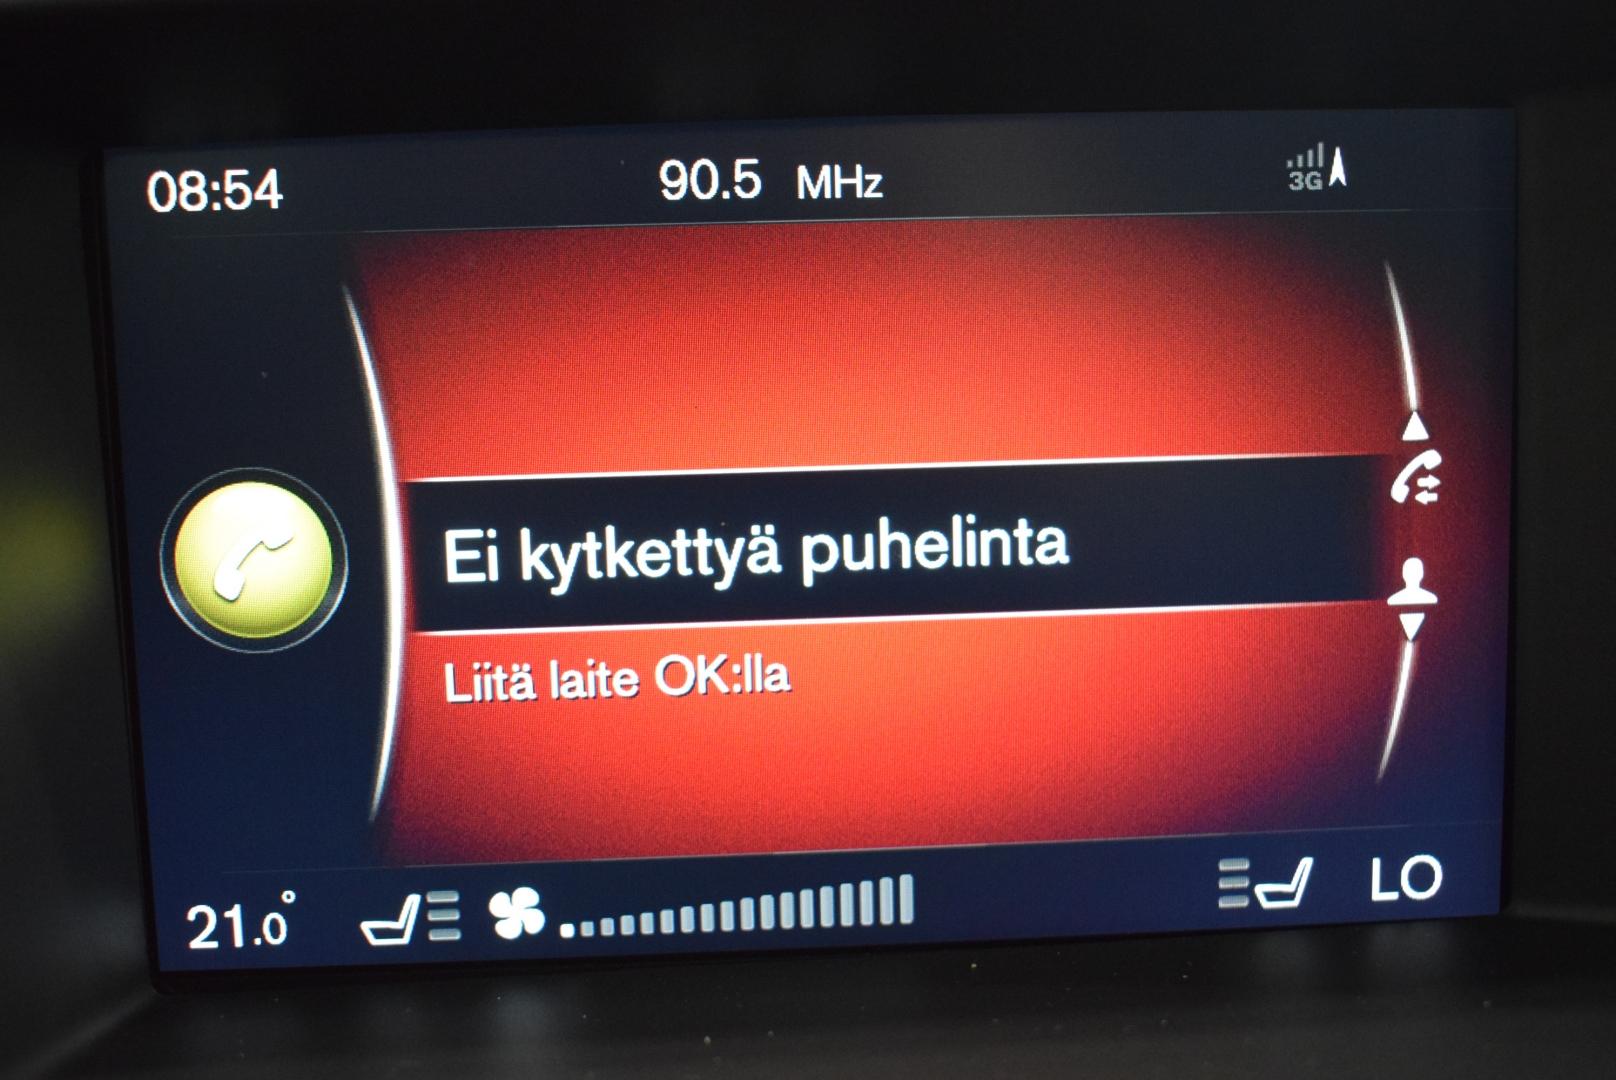 08:54 90.5 MHz 3G
Ei kytkettyä puhelinta
Liitä laite OK:lla
21.0° LO